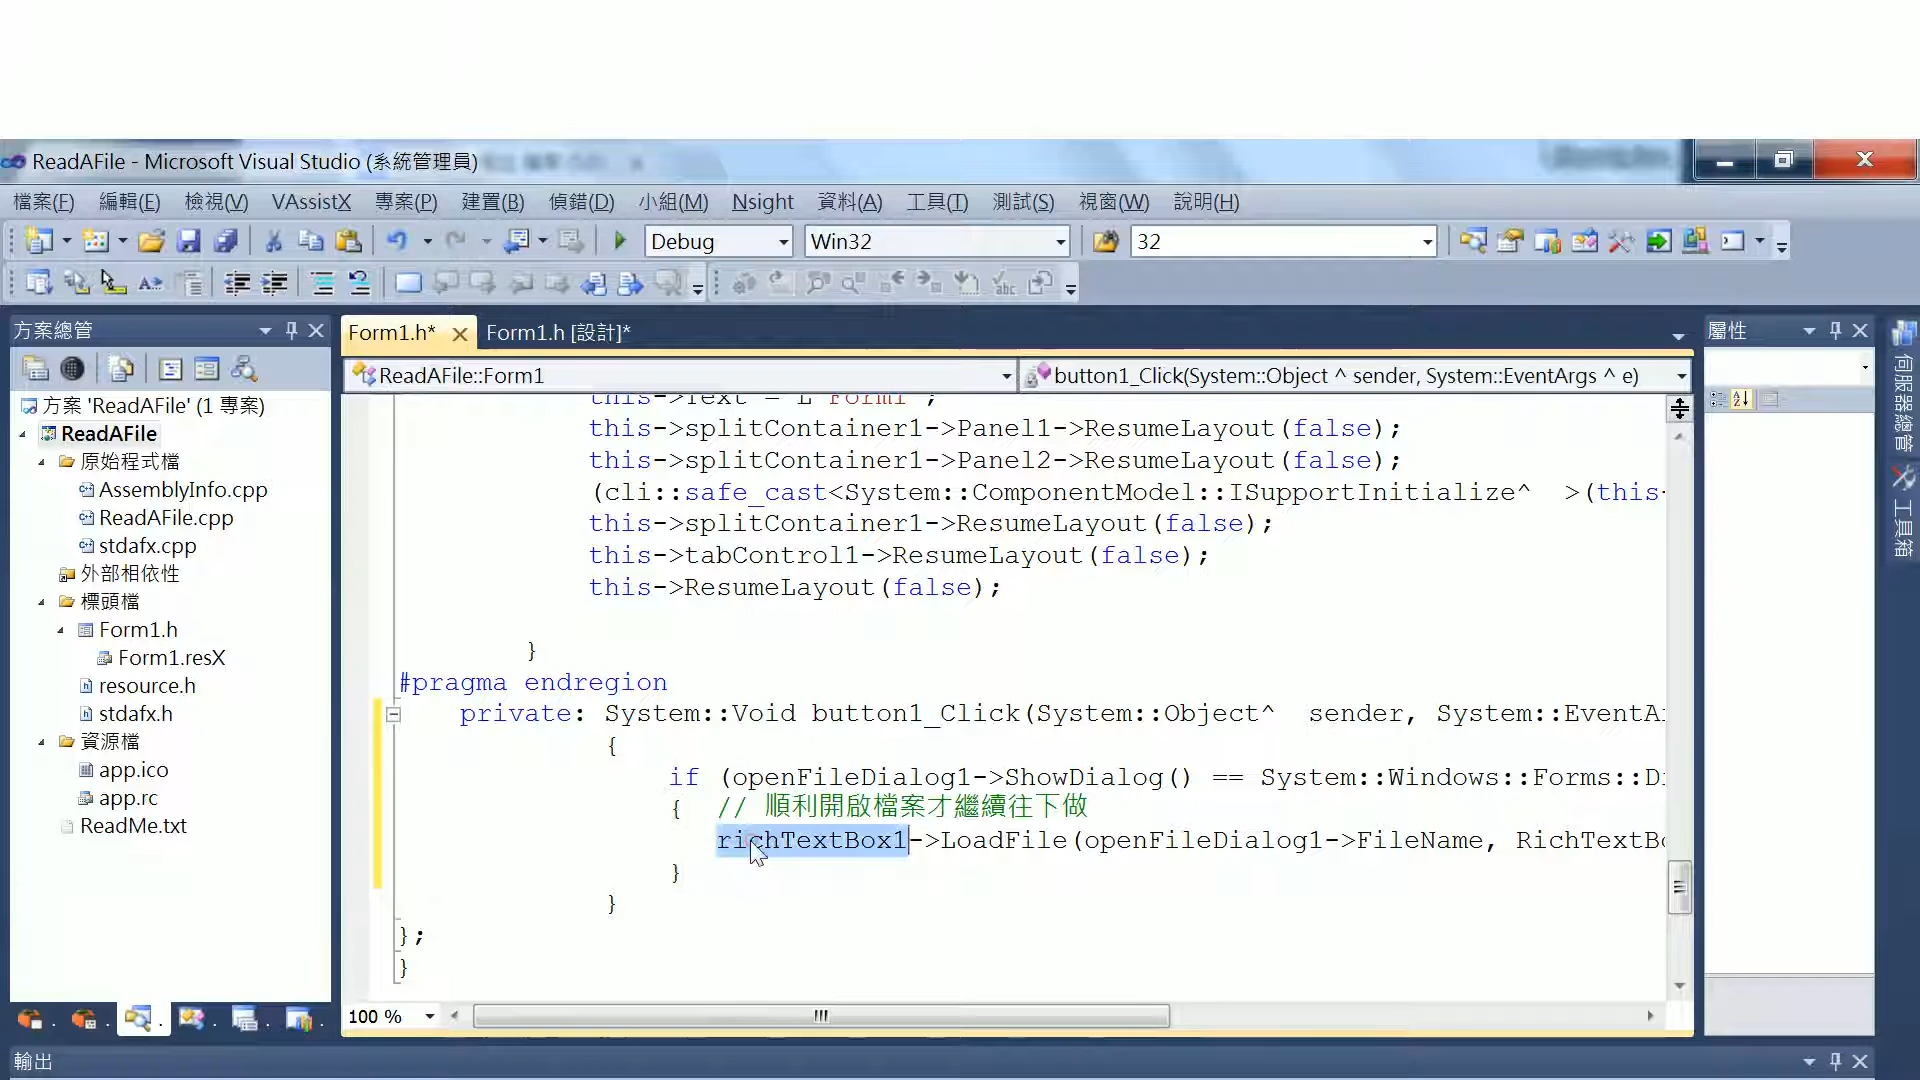 ReadAFile - Microsoft Visual Studio (系統管理員)
檔案(F) 編輯(E) 檢視(V) VAssistX 專案(P) 建置(B) 偵錯(D) 小組(M) Nsight 資料(A) 工具(T) 測試(S) 視窗(W) 說明(H)
Debug Win32 32
方案總管
Form1.h* Form1.h [設計]*
屬性
ReadAFile::Form1 button1_Click(System::Object ^ sender, System::EventArgs ^ e)
方案 'ReadAFile' (1 專案)
ReadAFile
原始程式檔
AssemblyInfo.cpp
ReadAFile.cpp
stdafx.cpp
外部相依性
標頭檔
Form1.h
Form1.resX
resource.h
stdafx.h
資源檔
app.ico
app.rc
ReadMe.txt
this->Text = L"Form1";
this->splitContainer1->Panel1->ResumeLayout(false);
this->splitContainer1->Panel2->ResumeLayout(false);
(cli::safe_cast<System::ComponentModel::ISupportInitialize^  >(this-
this->splitContainer1->ResumeLayout(false);
this->tabControl1->ResumeLayout(false);
this->ResumeLayout(false);
}
#pragma endregion
private: System::Void button1_Click(System::Object^  sender, System::EventAr
{
if (openFileDialog1->ShowDialog() == System::Windows::Forms::Di
{ // 順利開啟檔案才繼續往下做
richTextBox1->LoadFile(openFileDialog1->FileName, RichTextBo
}
}
};
}
100 %
伺服器總管
工具箱
輸出